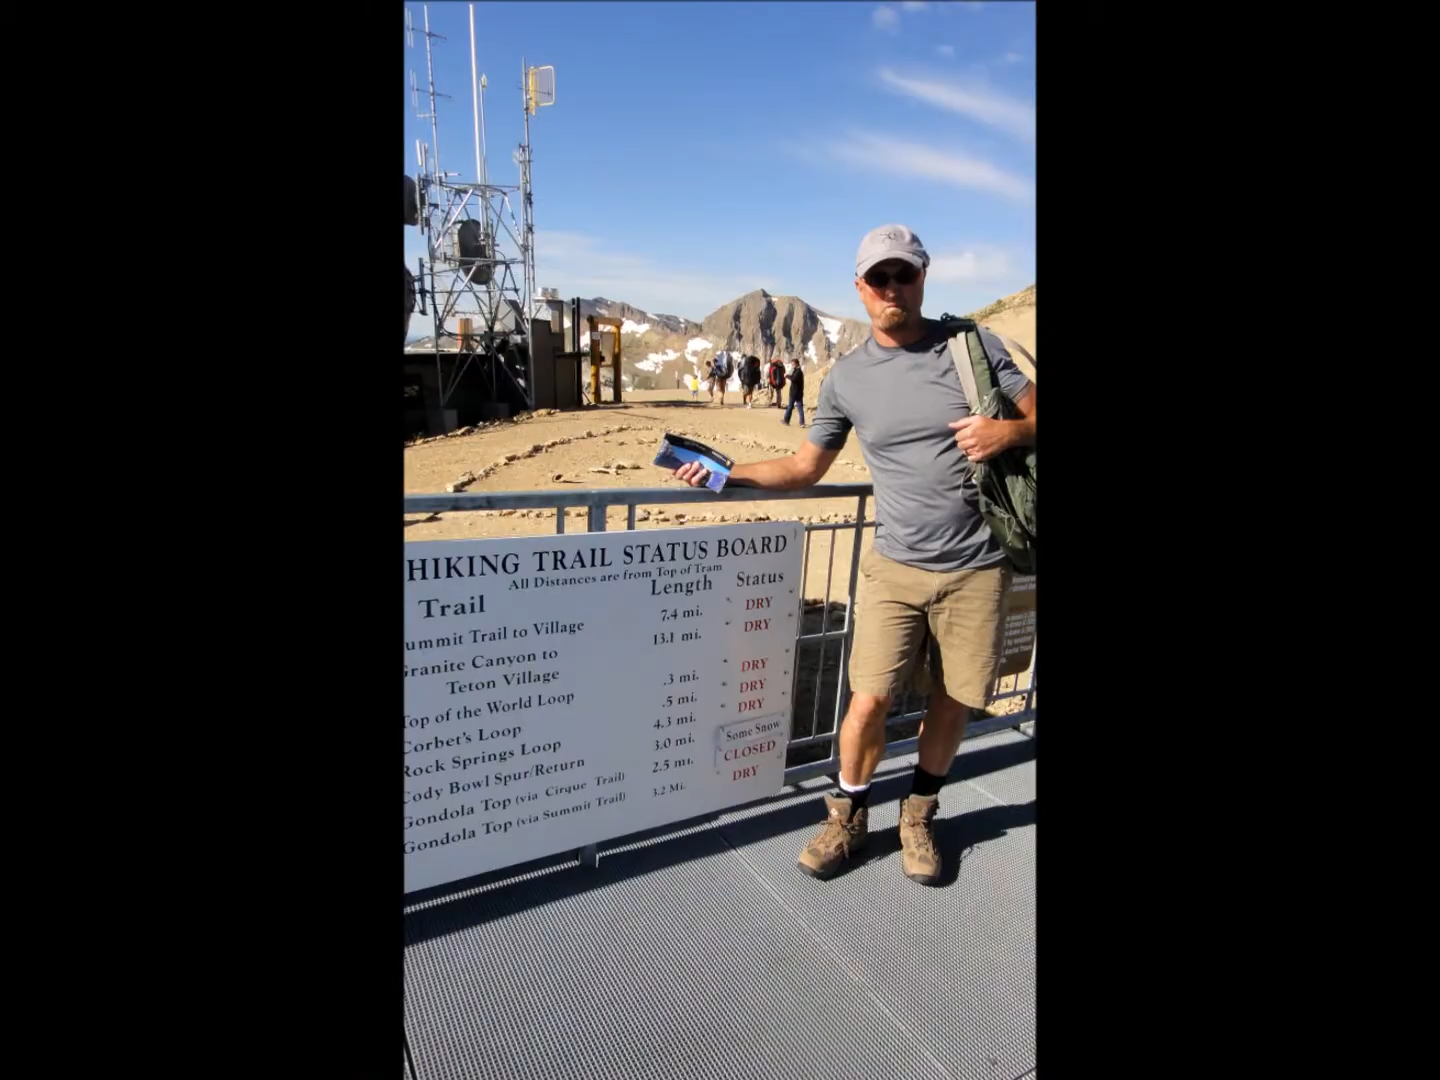 HIKING TRAIL STATUS BOARD
All Distances are from Top of Tram
Trail Length Status
ummit Trail to Village 7.4 mi. DRY
Granite Canyon to 13.1 mi. DRY
Teton Village
Top of the World Loop .3 mi. DRY
Corbet's Loop .5 mi. DRY
Rock Springs Loop 4.3 mi. DRY
Cody Bowl Spur/Return 3.0 mi. Some Snow
Gondola Top (via Cirque Trail) 2.5 mi. CLOSED
Gondola Top (via Summit Trail) 3.2 Mi. DRY